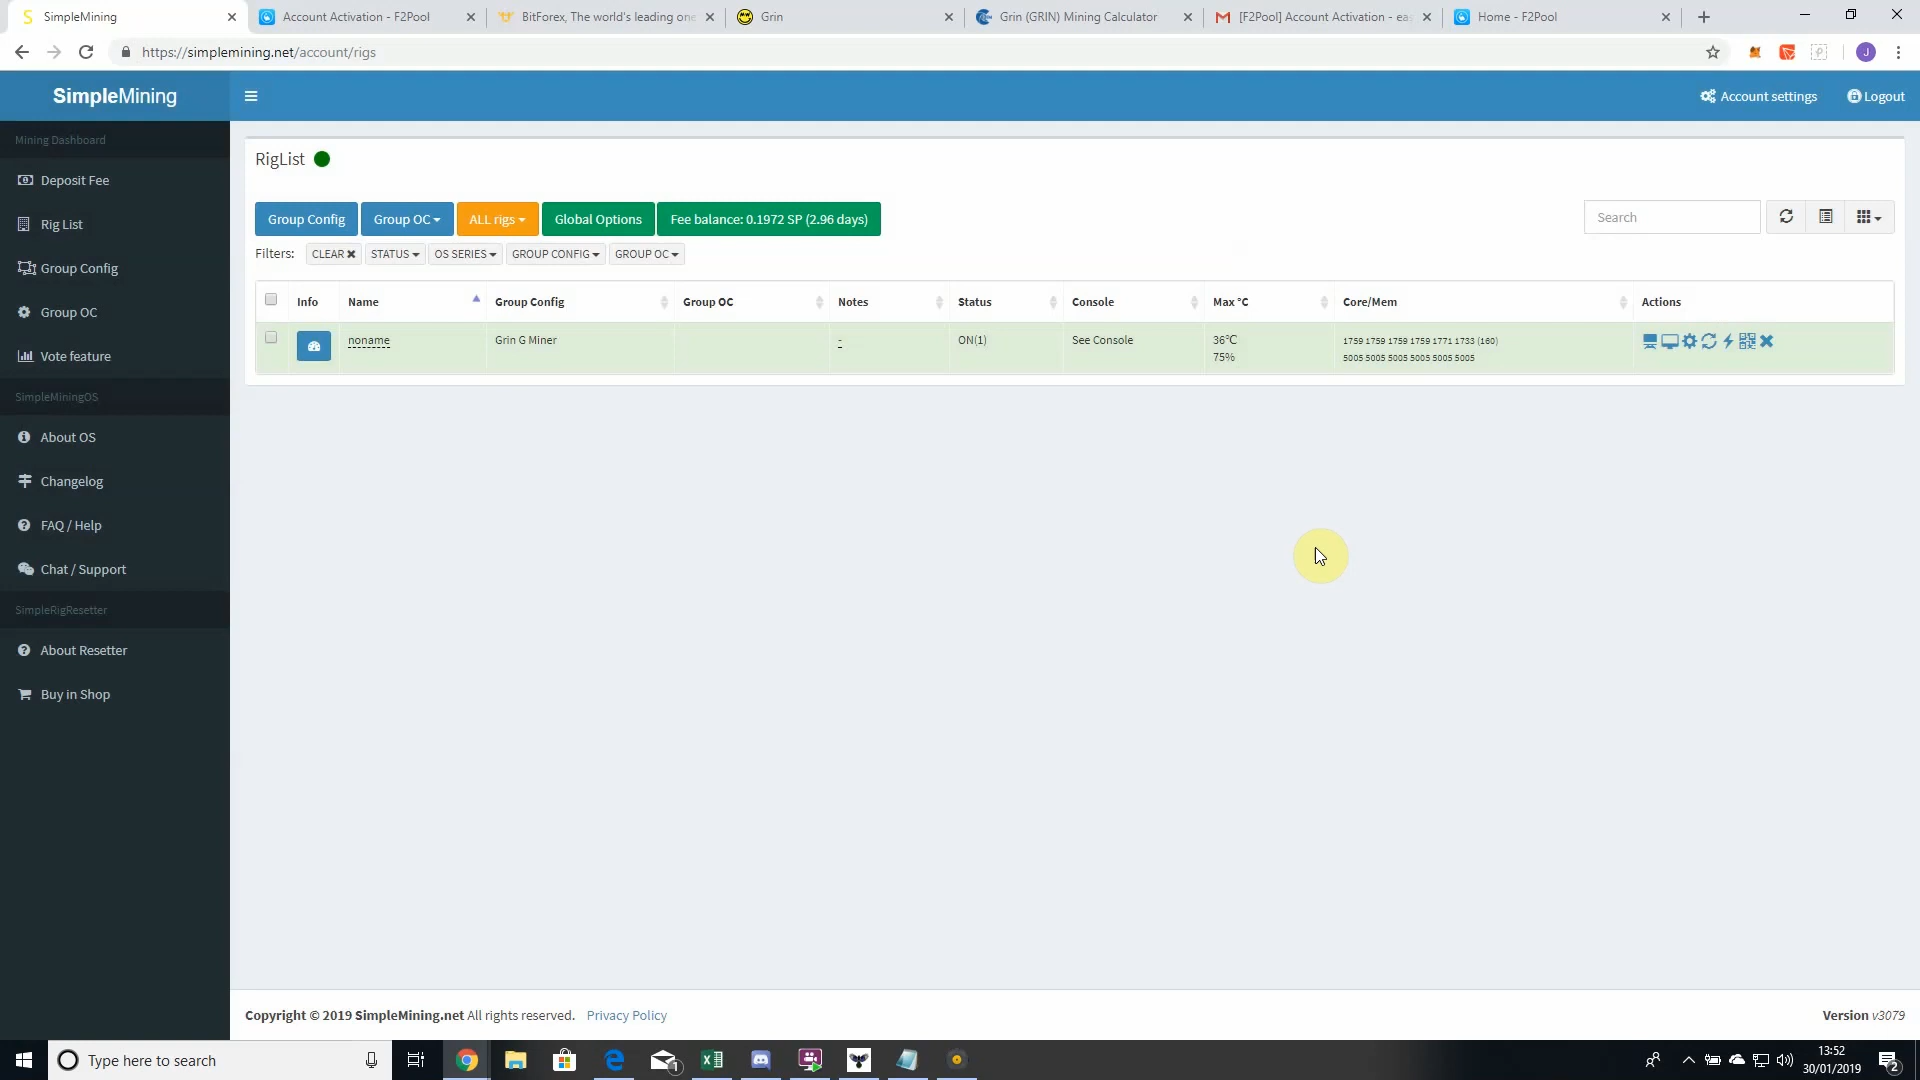 SimpleMining
Account Activation - F2Pool
BitForex, The world's leading one
Grin
Grin (GRIN) Mining Calculator
[F2Pool] Account Activation - eas
Home - F2Pool
https://simplemining.net/account/rigs
J
SimpleMining
Account settings
Logout
Mining Dashboard
Deposit Fee
Rig List
Group Config
Group OC
Vote feature
SimpleMiningOS
About OS
Changelog
FAQ / Help
Chat / Support
SimpleRigResetter
About Resetter
Buy in Shop
RigList
Group Config
Group OC
ALL rigs
Global Options
Fee balance: 0.1972 SP (2.96 days)
Search
Filters:
CLEAR
STATUS
OS SERIES
GROUP CONFIG
GROUP OC
Info
Name
Group Config
Group OC
Notes
Status
Console
Max °C
Core/Mem
Actions
noname
Grin G Miner
-
ON(1)
See Console
36°C
75%
1759 1759 1759 1759 1771 1733 (160)
5005 5005 5005 5005 5005 5005
Copyright © 2019 SimpleMining.net All rights reserved.
Privacy Policy
Version v3079
Type here to search
1
13:52
30/01/2019
2